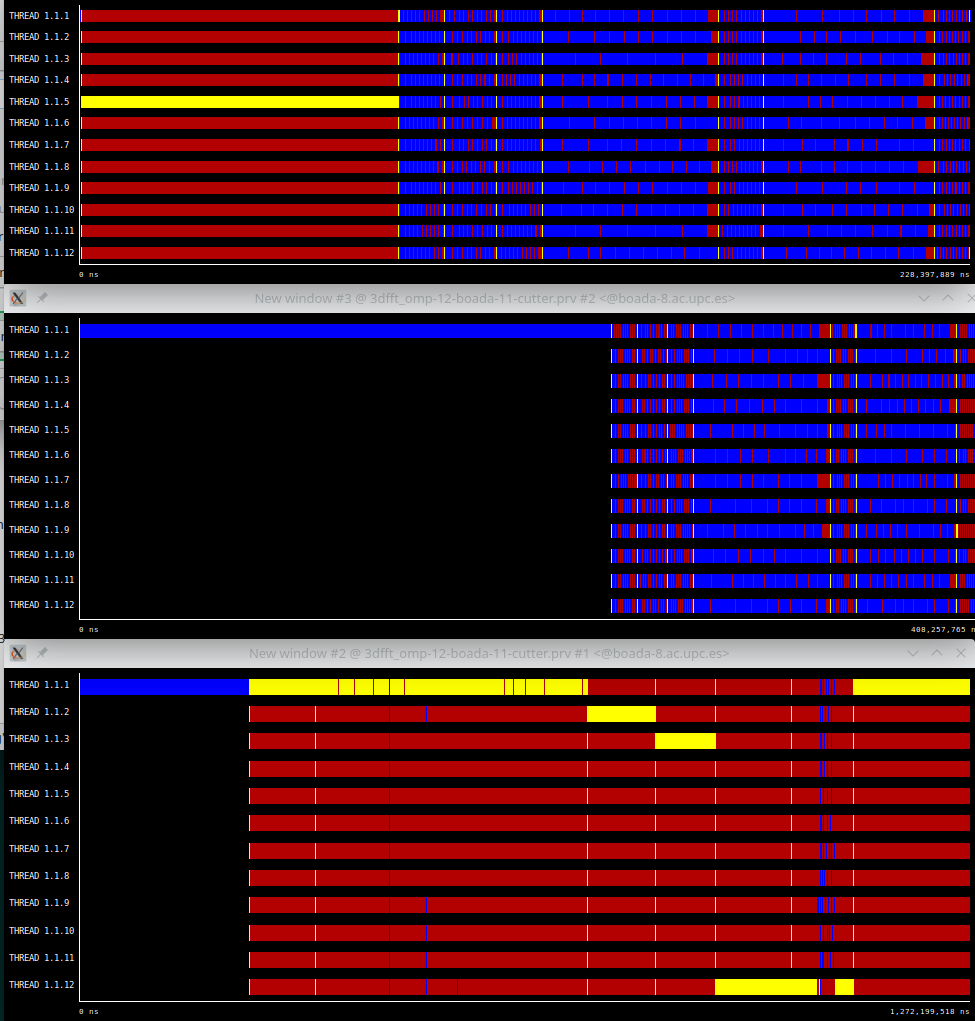 THREAD 1.1.1
THREAD 1.1.2
THREAD 1.1.3
THREAD 1.1.4
THREAD 1.1.5
THREAD 1.1.6
THREAD 1.1.7
THREAD 1.1.8
THREAD 1.1.9
THREAD 1.1.10
THREAD 1.1.11
THREAD 1.1.12
0 ns 228,397,889 ns
New window #3 @ 3dfft_omp-12-boada-11-cutter.prv #2 <@boada-8.ac.upc.es>
THREAD 1.1.1
THREAD 1.1.2
THREAD 1.1.3
THREAD 1.1.4
THREAD 1.1.5
THREAD 1.1.6
THREAD 1.1.7
THREAD 1.1.8
THREAD 1.1.9
THREAD 1.1.10
THREAD 1.1.11
THREAD 1.1.12
0 ns 408,257,765 n
New window #2 @ 3dfft_omp-12-boada-11-cutter.prv #1 <@boada-8.ac.upc.es>
THREAD 1.1.1
THREAD 1.1.2
THREAD 1.1.3
THREAD 1.1.4
THREAD 1.1.5
THREAD 1.1.6
THREAD 1.1.7
THREAD 1.1.8
THREAD 1.1.9
THREAD 1.1.10
THREAD 1.1.11
THREAD 1.1.12
0 ns 1,272,199,518 ns